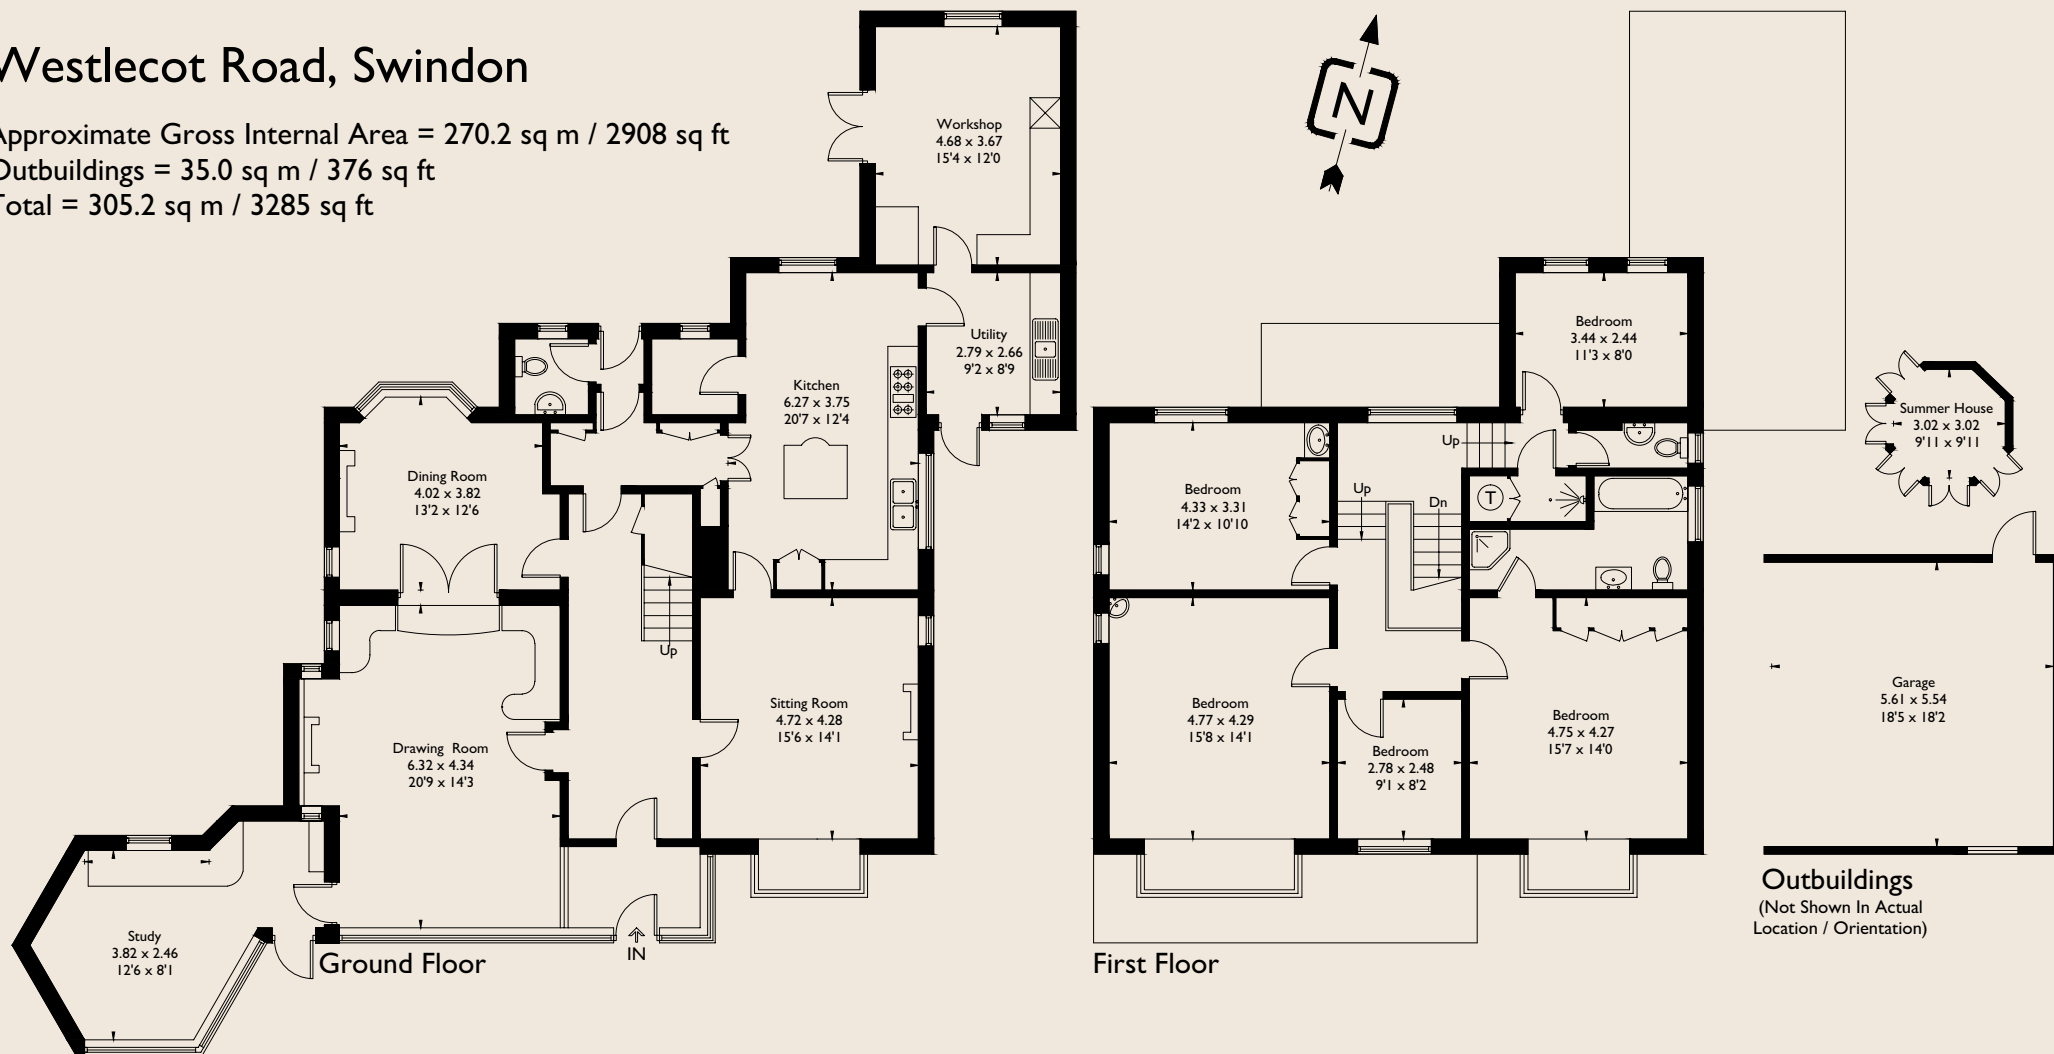 Westlecot Road, Swindon
Approximate Gross Internal Area = 270.2 sq m / 2908 sq ft
Outbuildings = 35.0 sq m / 376 sq ft
Total = 305.2 sq m / 3285 sq ft
N
Workshop
4.68 x 3.67
15'4 x 12'0
Utility
2.79 x 2.66
9'2 x 8'9
Kitchen
6.27 x 3.75
20'7 x 12'4
Dining Room
4.02 x 3.82
13'2 x 12'6
Up
Sitting Room
4.72 x 4.28
15'6 x 14'1
Drawing Room
6.32 x 4.34
20'9 x 14'3
Study
3.82 x 2.46
12'6 x 8'1
IN
Ground Floor
Bedroom
3.44 x 2.44
11'3 x 8'0
Up
Bedroom
4.33 x 3.31
14'2 x 10'10
Up
Dn
T
Bedroom
4.77 x 4.29
15'8 x 14'1
Bedroom
2.78 x 2.48
9'1 x 8'2
Bedroom
4.75 x 4.27
15'7 x 14'0
First Floor
Summer House
3.02 x 3.02
9'11 x 9'11
Garage
5.61 x 5.54
18'5 x 18'2
Outbuildings
(Not Shown In Actual
Location / Orientation)